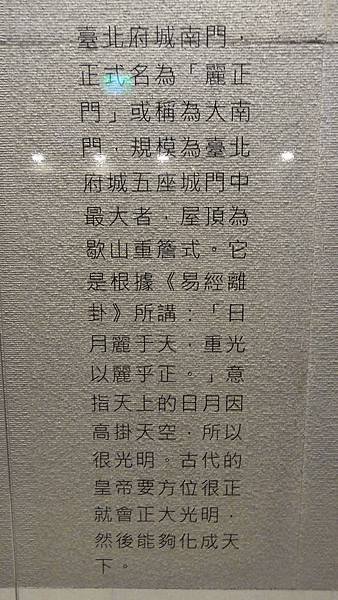 臺北府城南門，
正式名為「麗正
門」或稱為大南
門，規模為臺北
府城五座城門中
最大者，屋頂為
歇山重簷式。它
是根據《易經離
卦》所講：「日
月麗于天，重光
以麗乎正。」意
指天上的日月因
高掛天空，所以
很光明。古代的
皇帝要方位很正
就會正大光明，
然後能夠化成天
下。